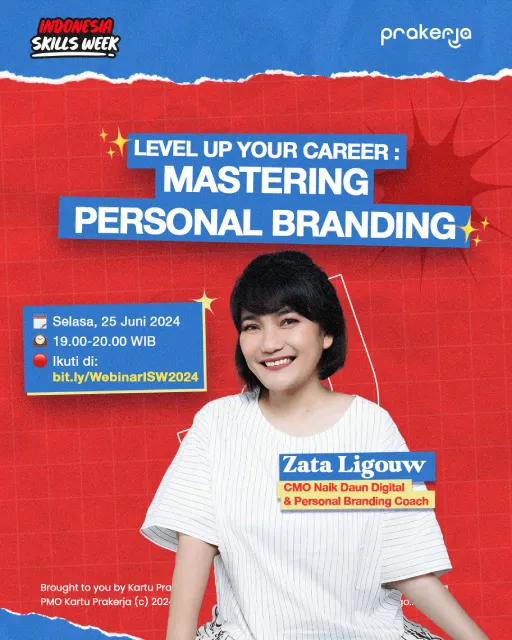 INDONESIA
SKILLS WEEK
prakerja
LEVEL UP YOUR CAREER :
MASTERING
PERSONAL BRANDING
Selasa, 25 Juni 2024
19.00-20.00 WIB
Ikuti di:
bit.ly/WebinarISW2024
Zata Ligouw
CMO Naik Daun Digital
& Personal Branding Coach
Brought to you by Kartu
PMO Kartu Prakerja (c)